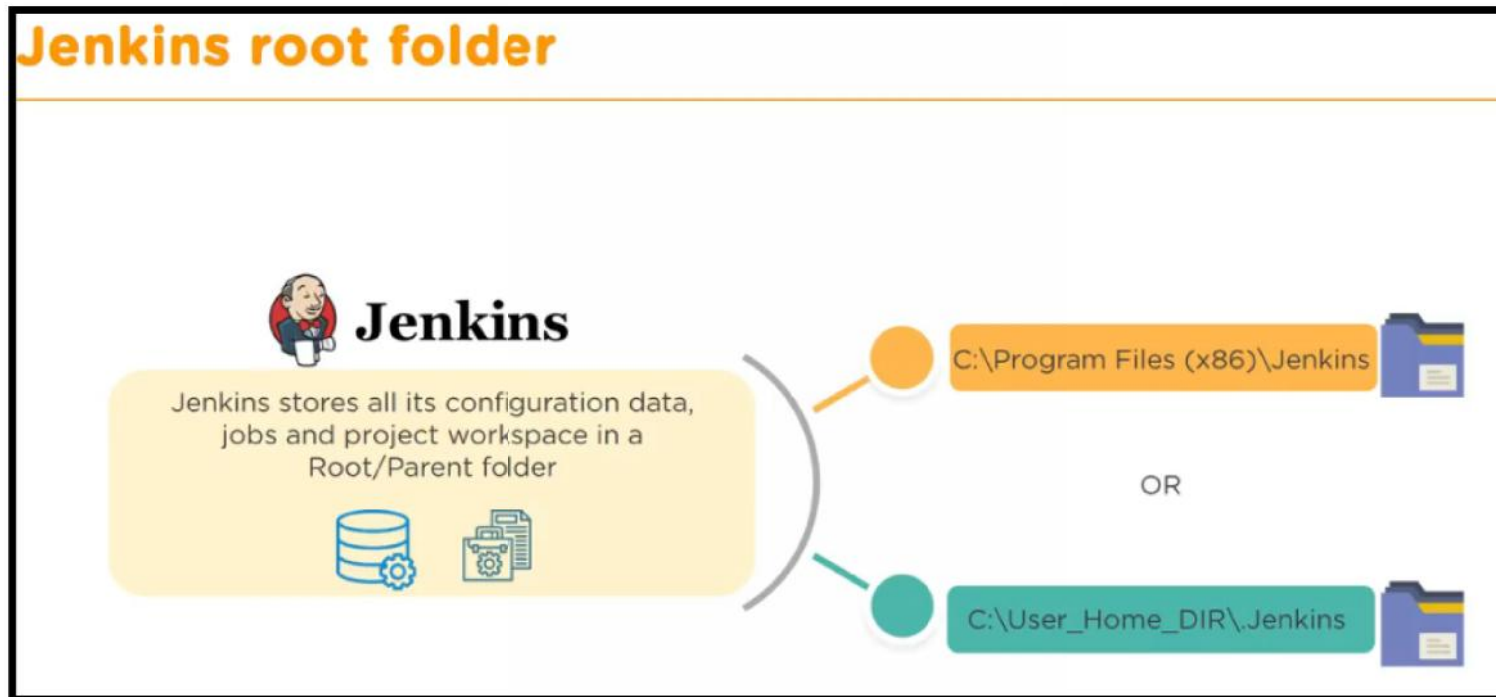 Jenkins root folder
Jenkins
Jenkins stores all its configuration data,
jobs and project workspace in a
Root/Parent folder
C:\Program Files (x86)\Jenkins
OR
C:\User_Home_DIR\.Jenkins